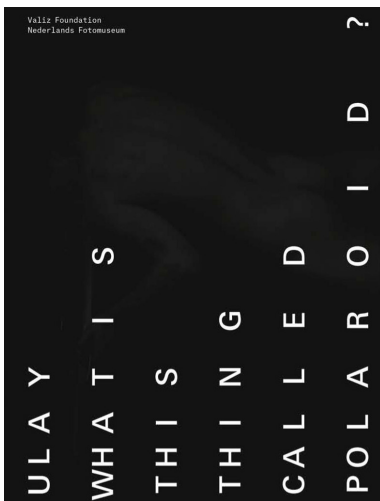 Valiz Foundation
Nederlands Fotomuseum
ULAY
WHAT IS
THIS
THING
CALLED
POLAROID?